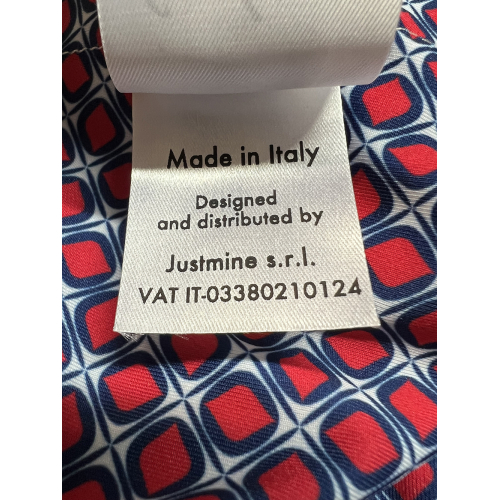 Made in Italy
Designed
and distributed by
Justmine s.r.l.
VAT IT-03380210124